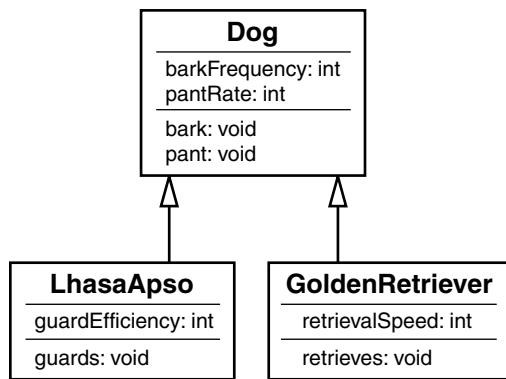 Dog
barkFrequency: int
pantRate: int
bark: void
pant: void
LhasaApso
guardEfficiency: int
guards: void
GoldenRetriever
retrievalSpeed: int
retrieves: void